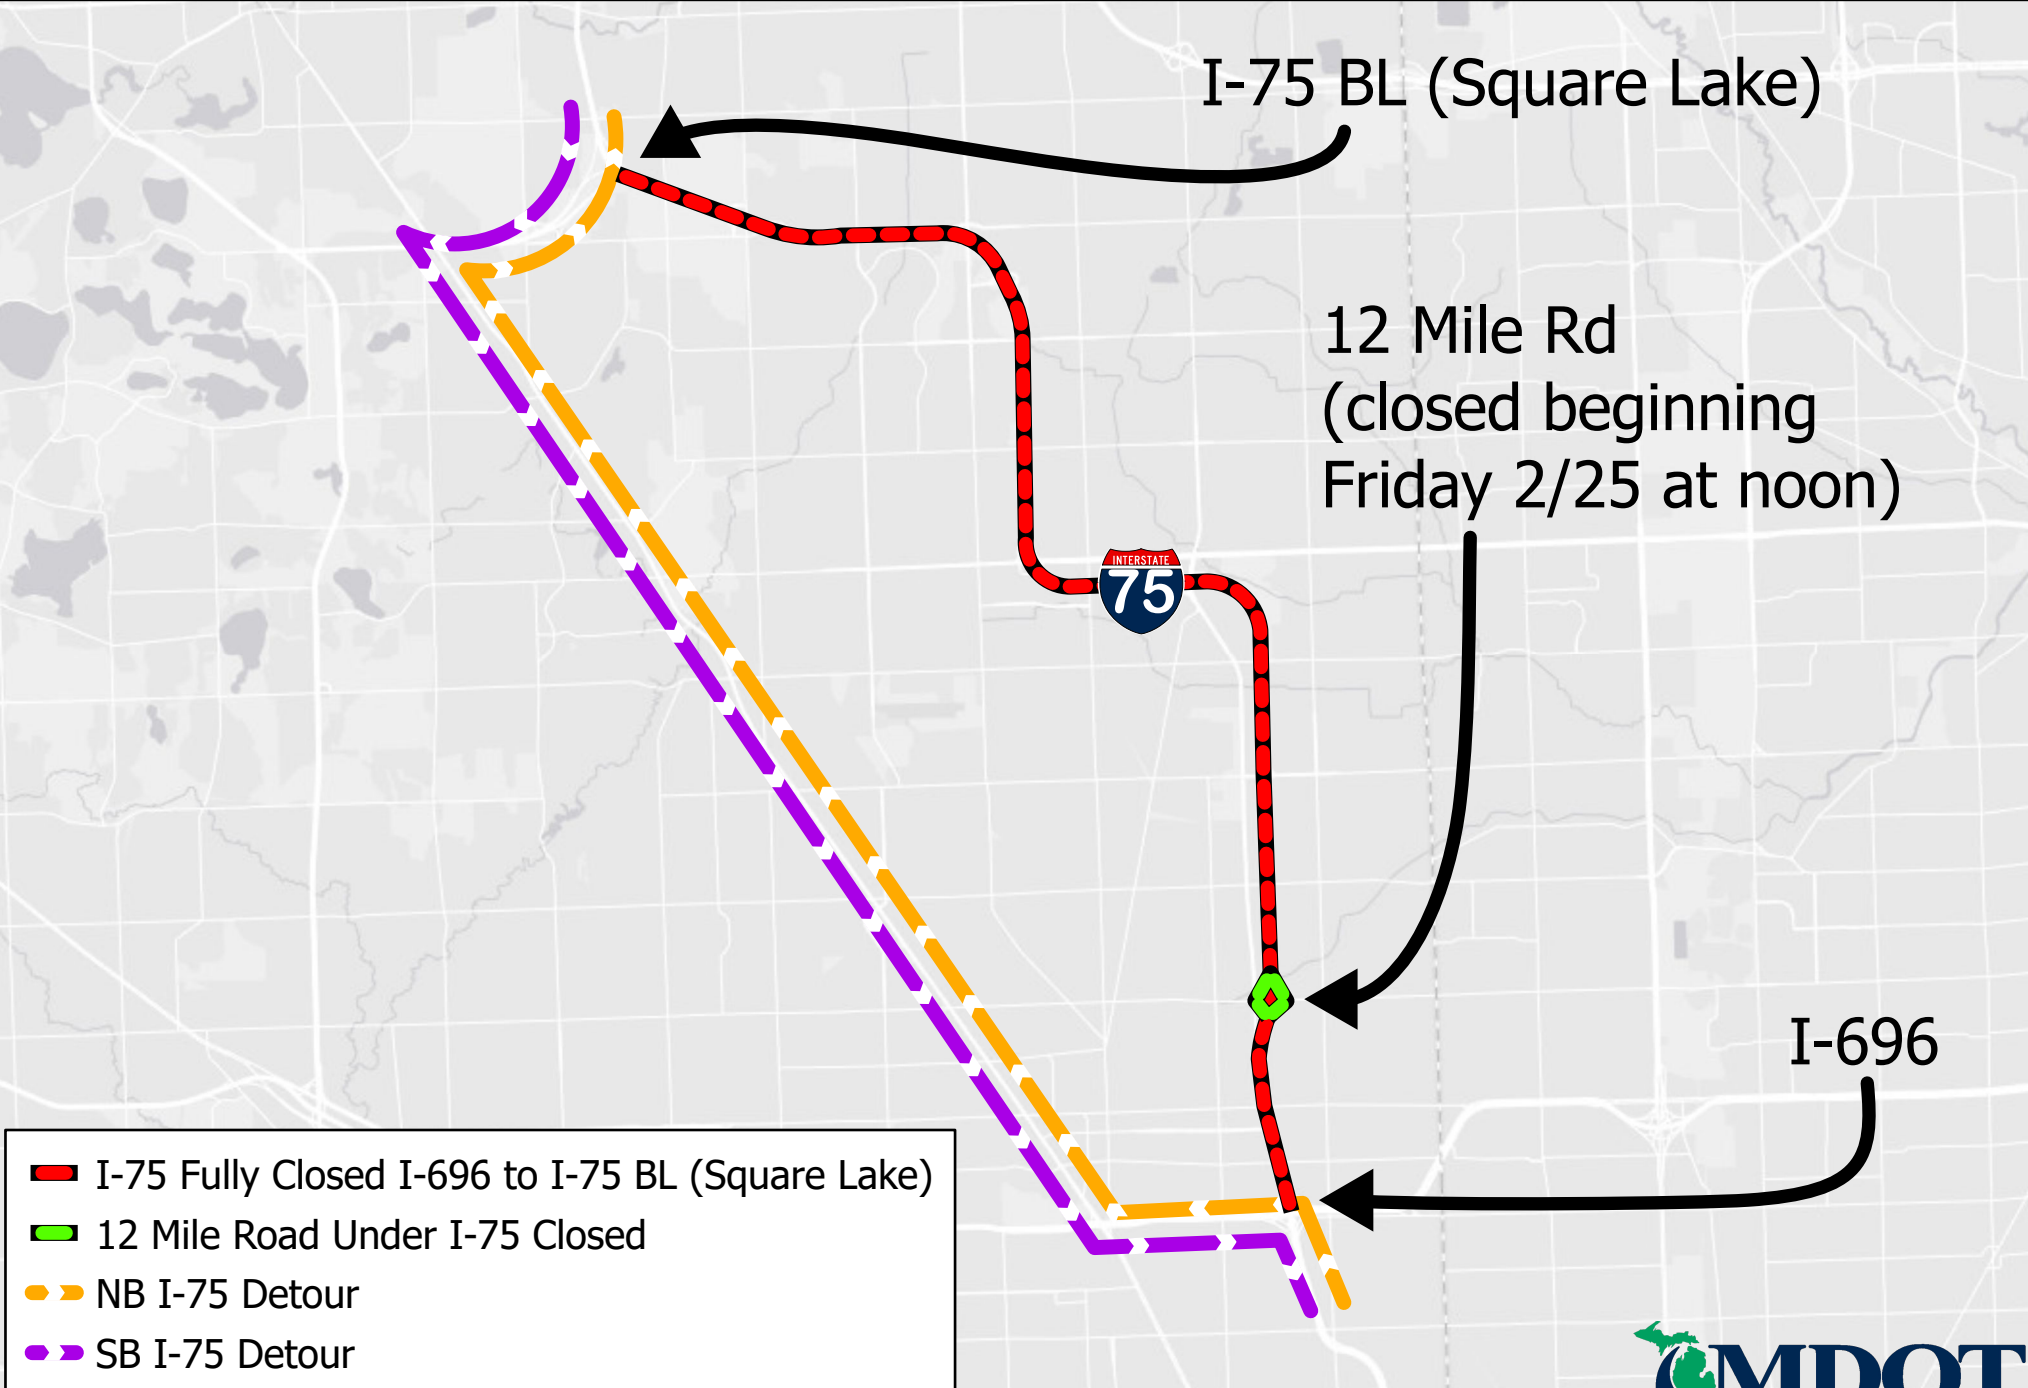 I-75 BL (Square Lake)
12 Mile Rd
(closed beginning
Friday 2/25 at noon)
INTERSTATE
75
I-696
I-75 Fully Closed I-696 to I-75 BL (Square Lake)
12 Mile Road Under I-75 Closed
NB I-75 Detour
SB I-75 Detour
MDOT